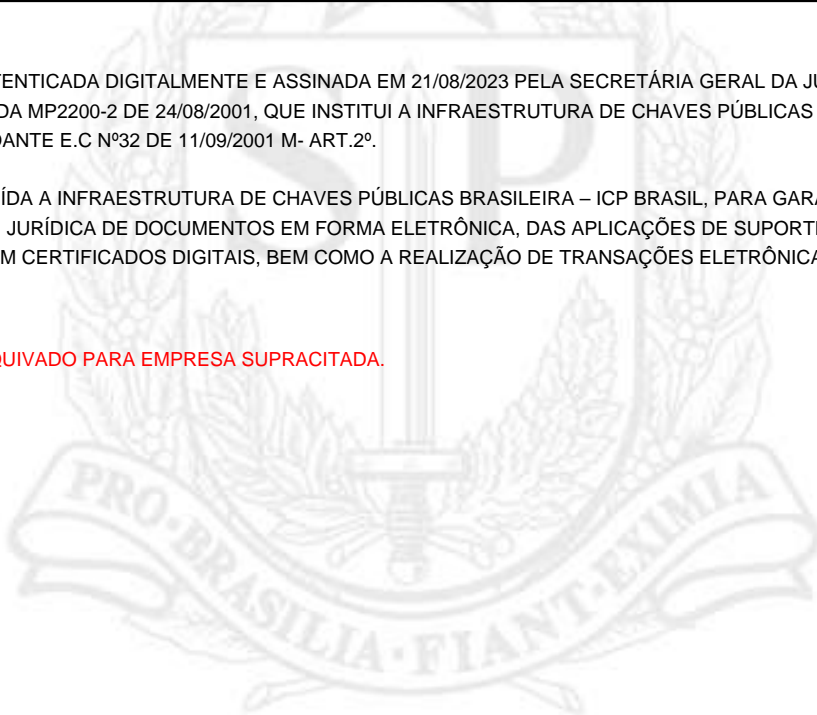 TENTICADA DIGITALMENTE E ASSINADA EM 21/08/2023 PELA SECRETÁRIA GERAL DA JU
DA MP2200-2 DE 24/08/2001, QUE INSTITUI A INFRAESTRUTURA DE CHAVES PÚBLICAS
DANTE E.C Nº32 DE 11/09/2001 M- ART.2º.
ÍDA A INFRAESTRUTURA DE CHAVES PÚBLICAS BRASILEIRA – ICP BRASIL, PARA GARA
JURÍDICA DE DOCUMENTOS EM FORMA ELETRÔNICA, DAS APLICAÇÕES DE SUPORT
M CERTIFICADOS DIGITAIS, BEM COMO A REALIZAÇÃO DE TRANSAÇÕES ELETRÔNICA
QUIVADO PARA EMPRESA SUPRACITADA.
SP
PRO·BRASILIA·FIANT·EXIMIA